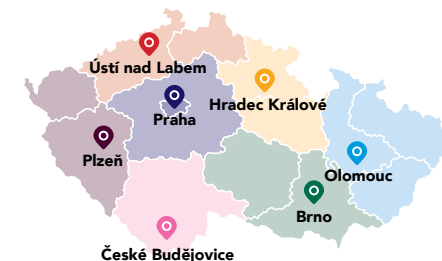 Ústí nad Labem
Hradec Králové
Praha
Plzeň
Olomouc
Brno
České Budějovice